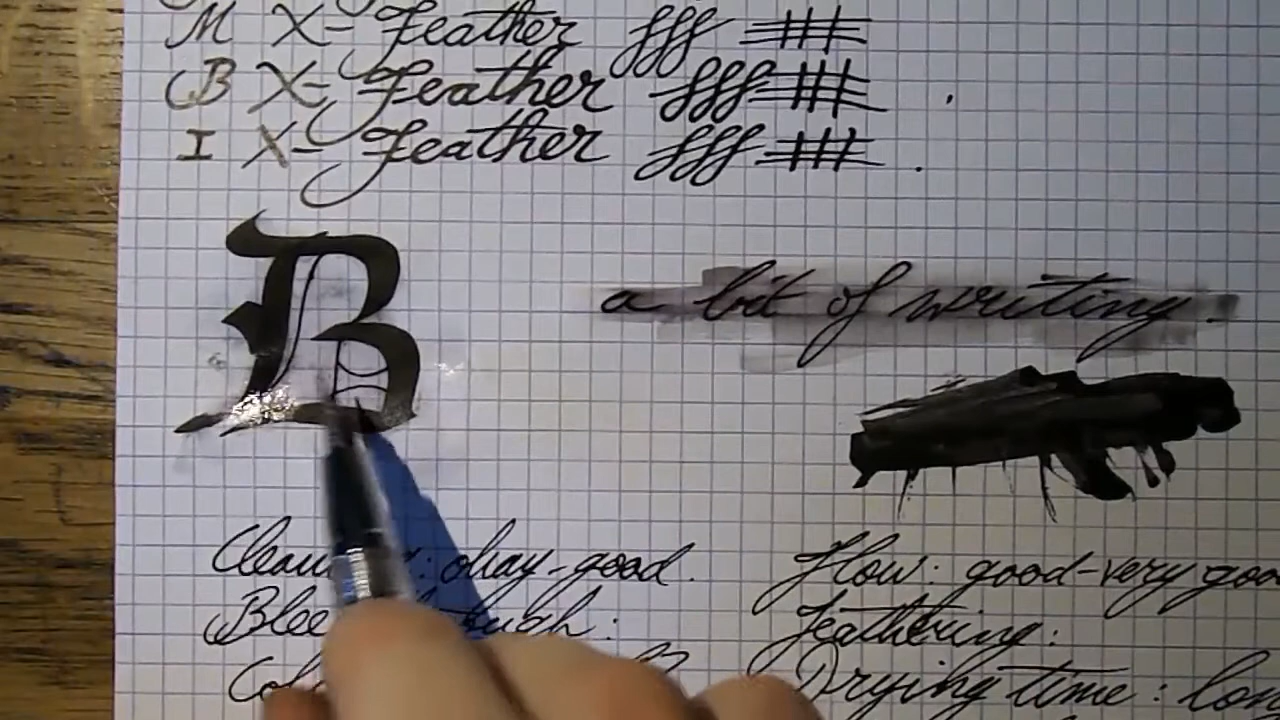 M X- Feather fff
B X- Feather fff
I X- Feather fff
B
a bit of writing.
okay-good. Flow: good-very goo
Feathering:
Drying time: lon